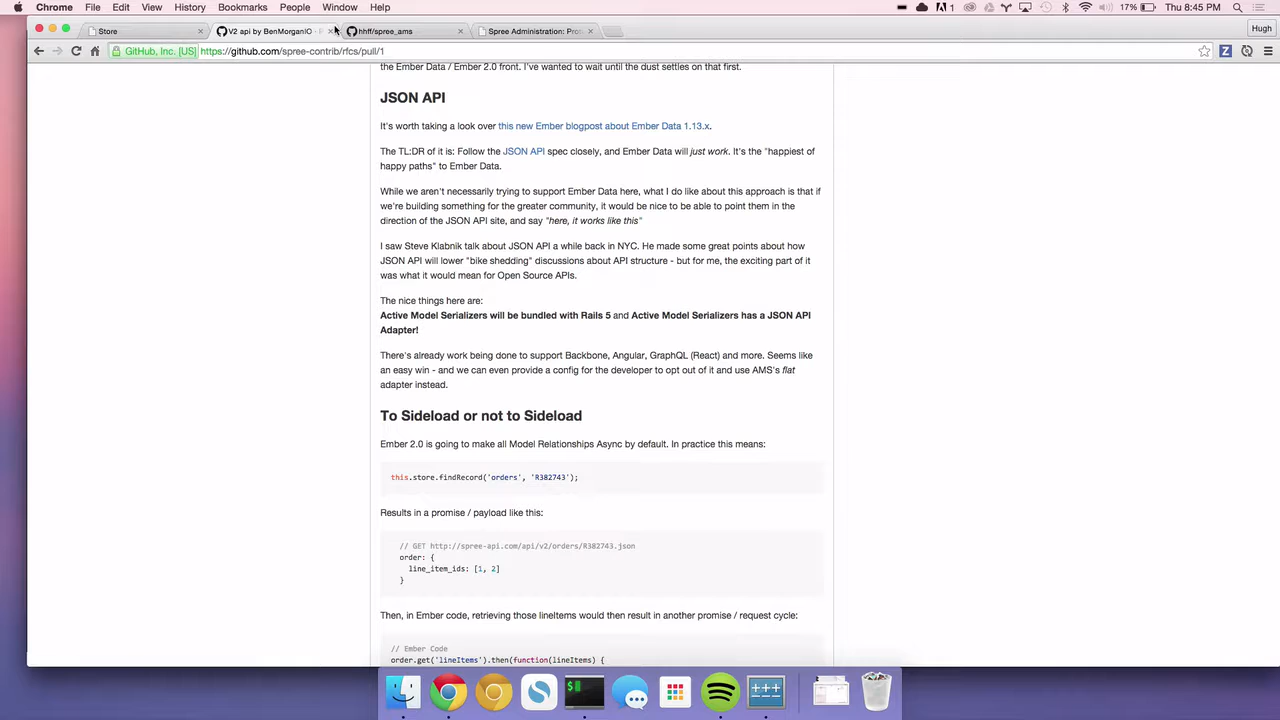 Chrome File Edit View History Bookmarks People Window Help 1 17% Thu 8:45 PM
Store V2 api by BenMorganIO · P hhff/spree_ams Spree Administration: Pro Hugh
GitHub, Inc. [US] https://github.com/spree-contrib/rfcs/pull/1 Z
the Ember Data / Ember 2.0 front. I've wanted to wait until the dust settles on that first.
JSON API
It's worth taking a look over this new Ember blogpost about Ember Data 1.13.x.
The TL:DR of it is: Follow the JSON API spec closely, and Ember Data will just work. It's the "happiest of
happy paths" to Ember Data.
While we aren't necessarily trying to support Ember Data here, what I do like about this approach is that if
we're building something for the greater community, it would be nice to be able to point them in the
direction of the JSON API site, and say "here, it works like this"
I saw Steve Klabnik talk about JSON API a while back in NYC. He made some great points about how
JSON API will lower "bike shedding" discussions about API structure - but for me, the exciting part of it
was what it would mean for Open Source APIs.
The nice things here are:
Active Model Serializers will be bundled with Rails 5 and Active Model Serializers has a JSON API
Adapter!
There's already work being done to support Backbone, Angular, GraphQL (React) and more. Seems like
an easy win - and we can even provide a config for the developer to opt out of it and use AMS's flat
adapter instead.
To Sideload or not to Sideload
Ember 2.0 is going to make all Model Relationships Async by default. In practice this means:
this.store.findRecord('orders', 'R382743');
Results in a promise / payload like this:
// GET http://spree-api.com/api/v2/orders/R382743.json
order: {
line_item_ids: [1, 2]
}
Then, in Ember code, retrieving those lineItems would then result in another promise / request cycle:
// Ember Code
order.get('lineItems').then(function(lineItems) {